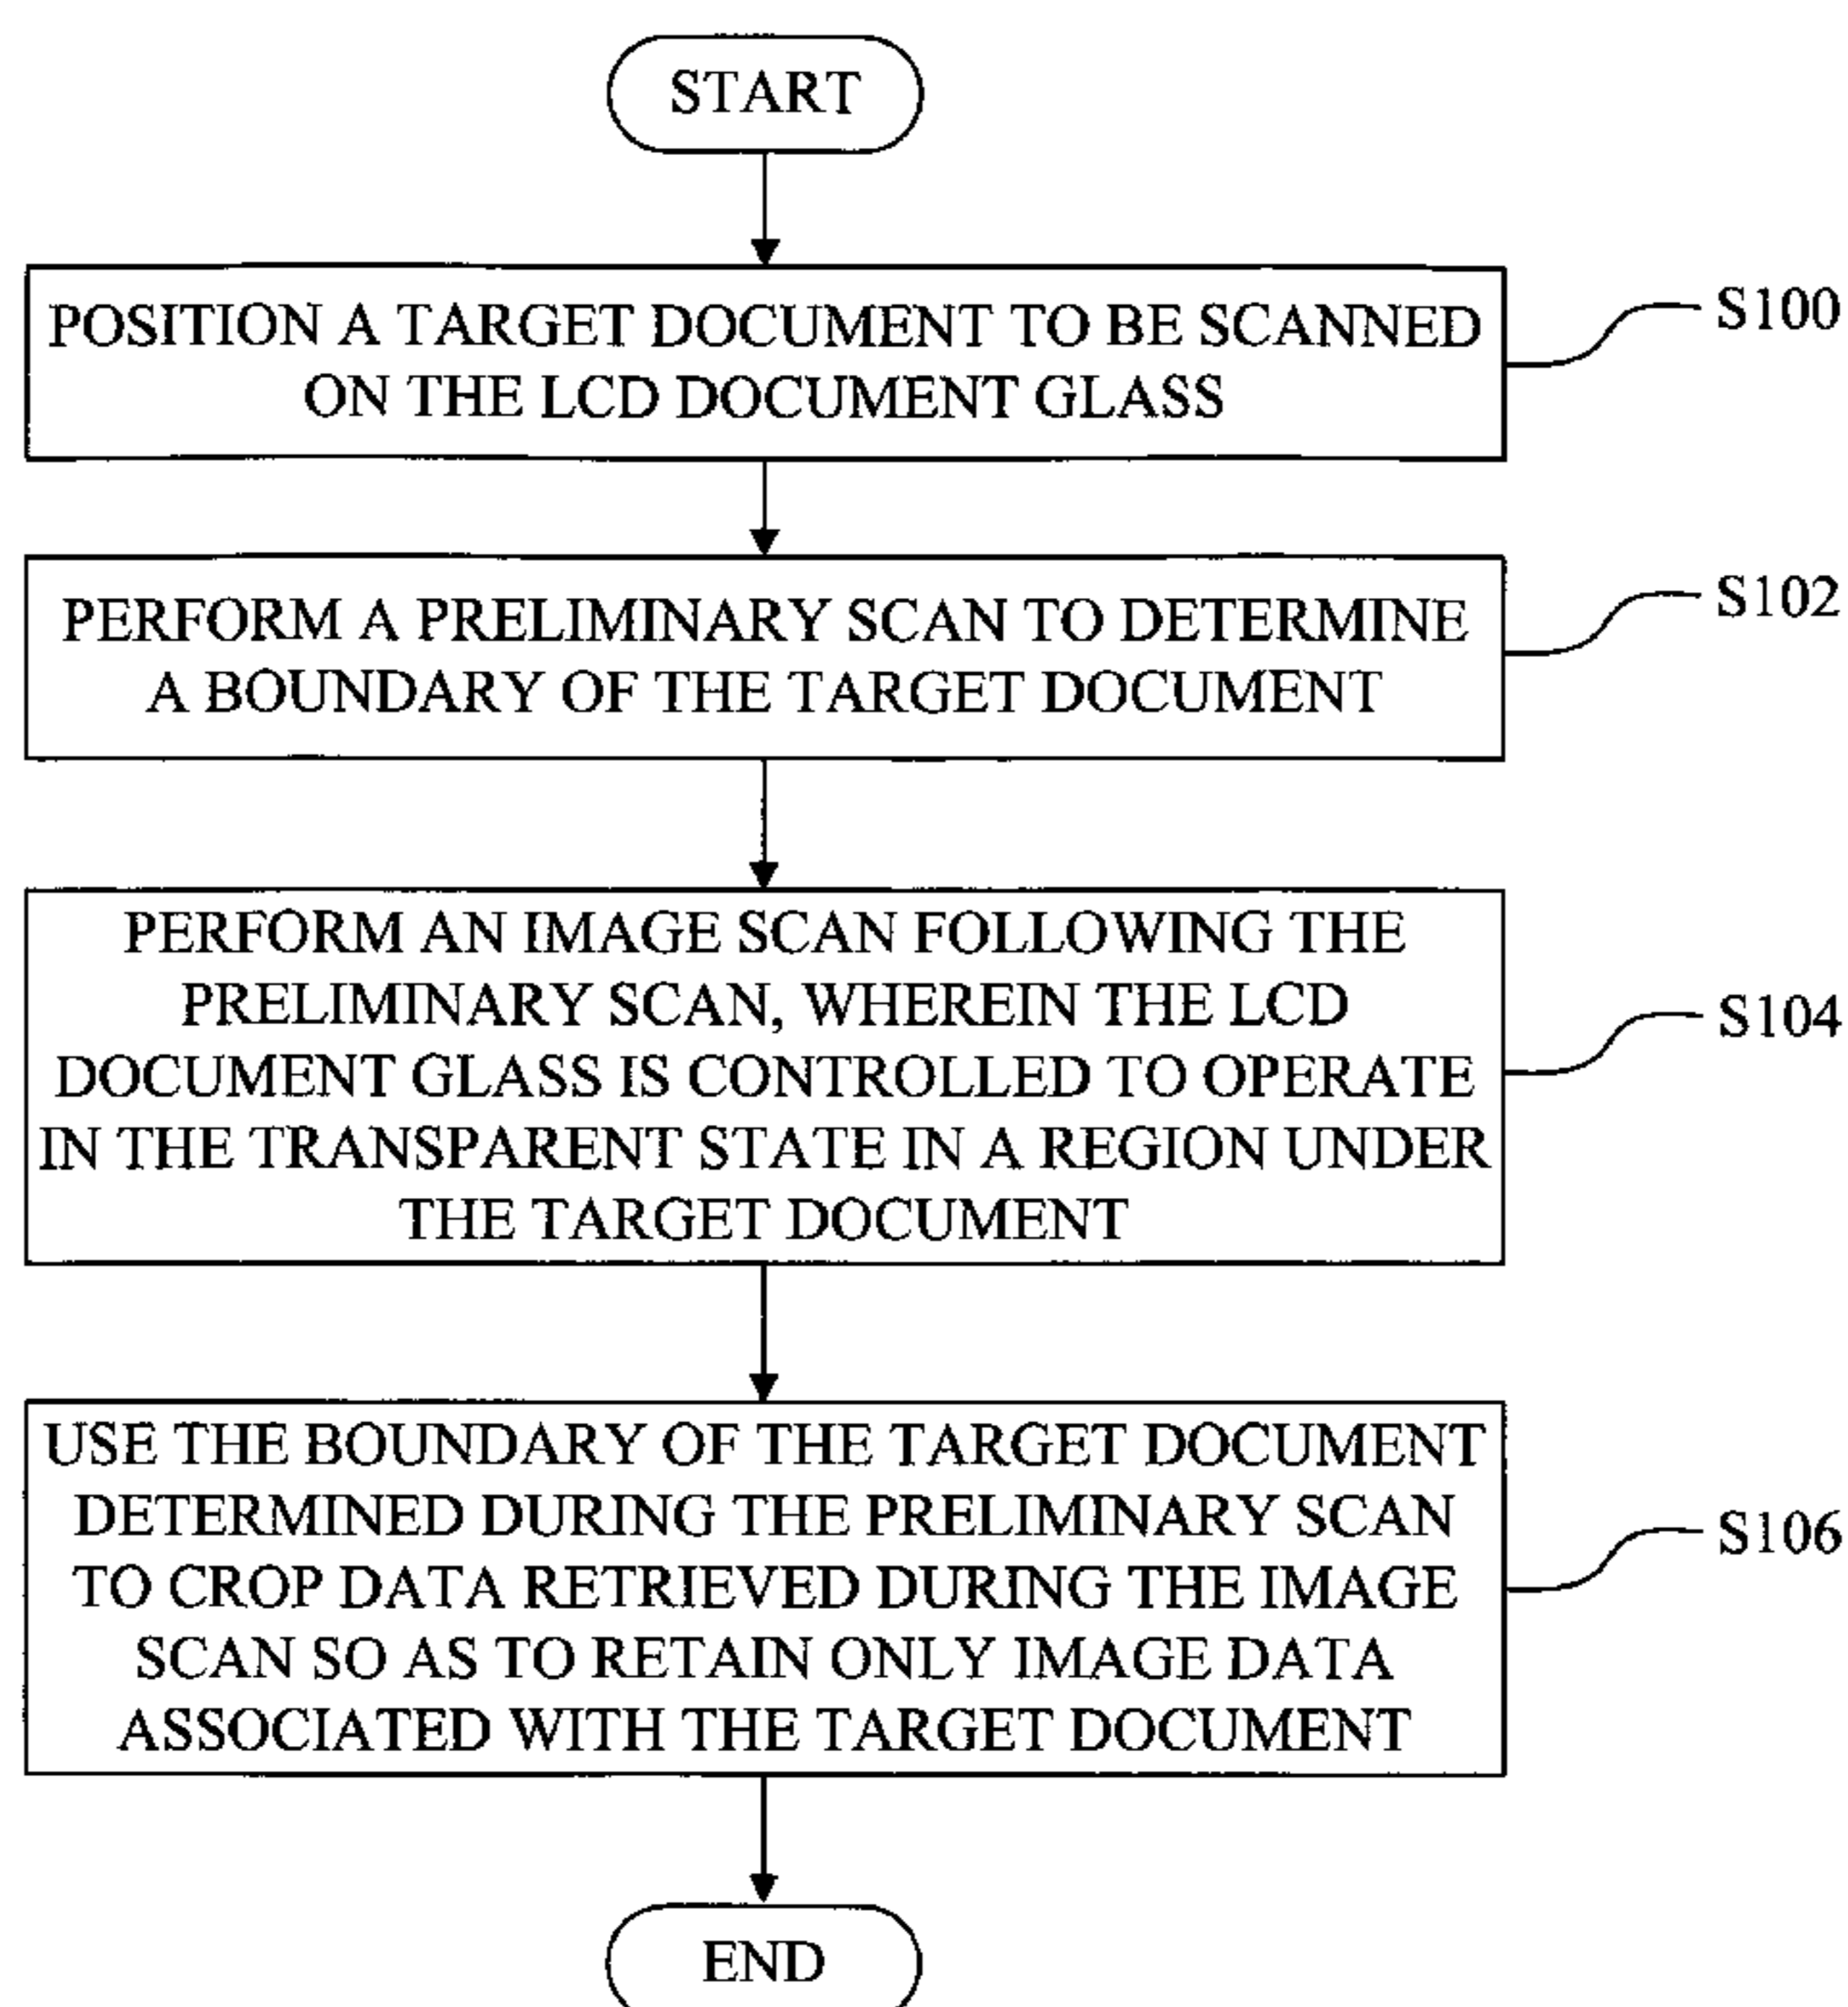 START
POSITION A TARGET DOCUMENT TO BE SCANNED
ON THE LCD DOCUMENT GLASS
S100
PERFORM A PRELIMINARY SCAN TO DETERMINE
A BOUNDARY OF THE TARGET DOCUMENT
S102
PERFORM AN IMAGE SCAN FOLLOWING THE
PRELIMINARY SCAN, WHEREIN THE LCD
DOCUMENT GLASS IS CONTROLLED TO OPERATE
IN THE TRANSPARENT STATE IN A REGION UNDER
THE TARGET DOCUMENT
S104
USE THE BOUNDARY OF THE TARGET DOCUMENT
DETERMINED DURING THE PRELIMINARY SCAN
TO CROP DATA RETRIEVED DURING THE IMAGE
SCAN SO AS TO RETAIN ONLY IMAGE DATA
ASSOCIATED WITH THE TARGET DOCUMENT
S106
END